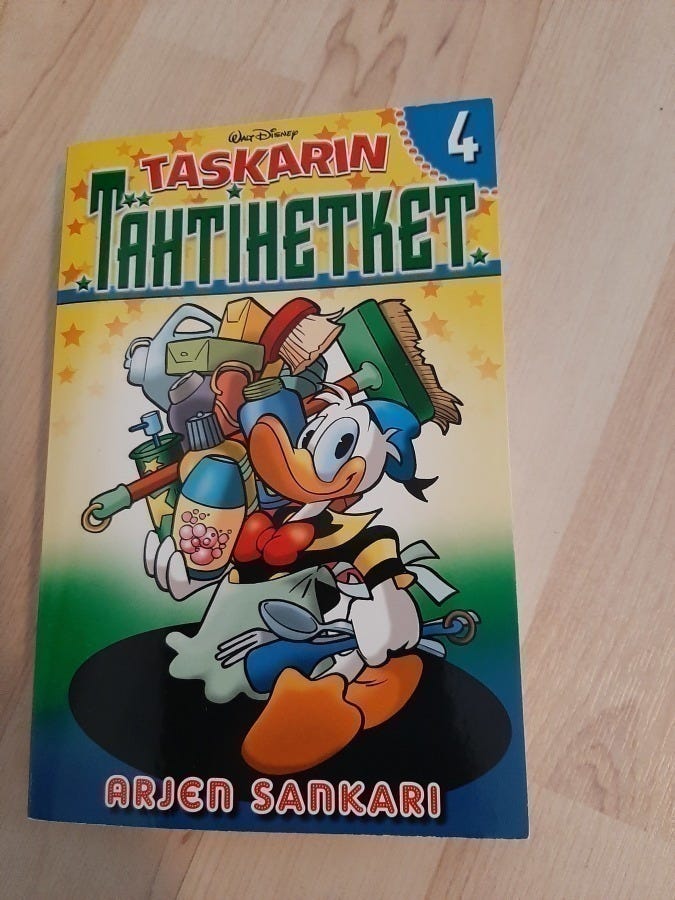 Walt Disney
TASKARIN
4
TÄHTIHETKET
ARJEN SANKARI